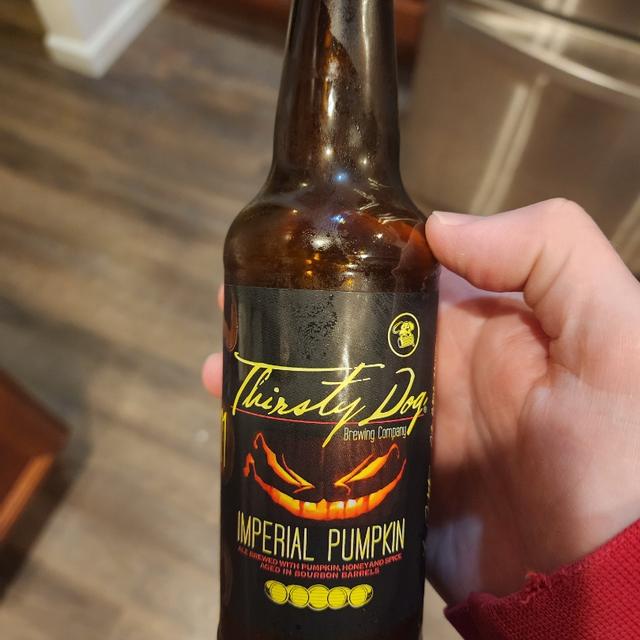 Thirsty Dog
Brewing Company
IMPERIAL PUMPKIN
ALE BREWED WITH PUMPKIN, HONEY AND SPICE
AGED IN BOURBON BARRELS